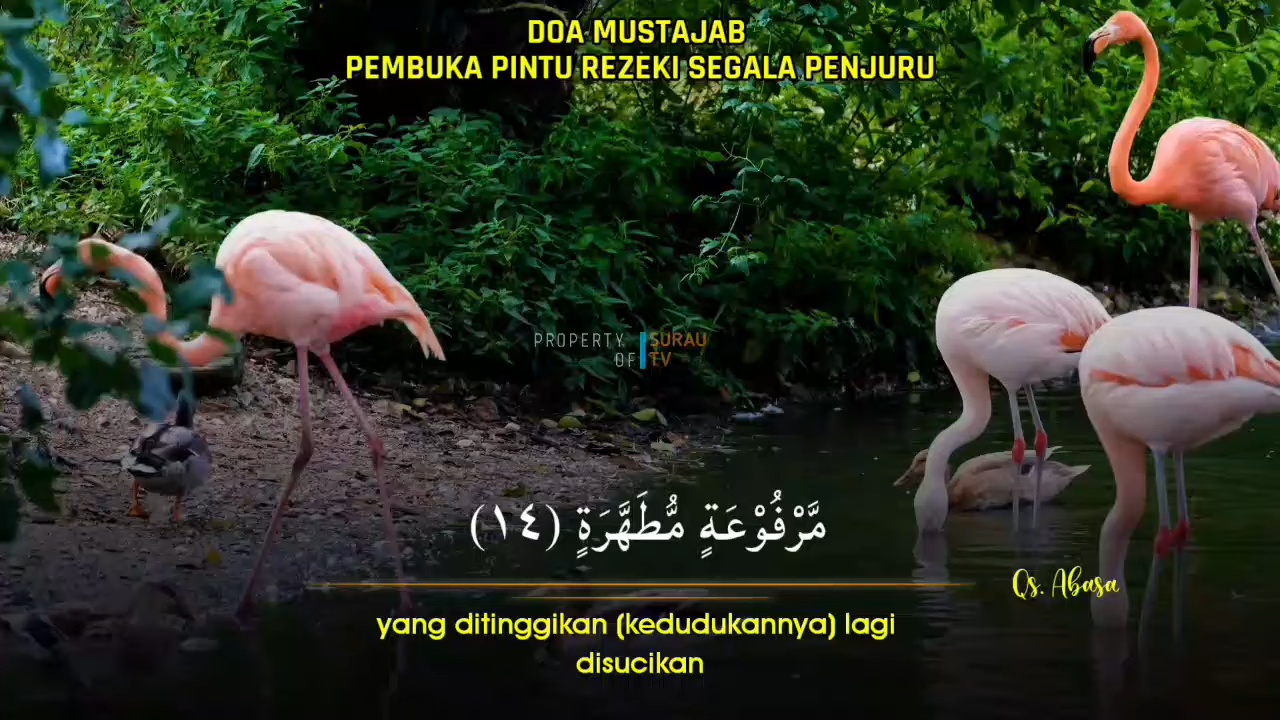 DOA MUSTAJAB
PEMBUKA PINTU REZEKI SEGALA PENJURU
PROPERTY OF
SURAU TV
مَّرْفُوْعَةٍ مُّطَهَّرَةٍ (١٤)
Qs. Abasa
yang ditinggikan (kedudukannya) lagi
disucikan